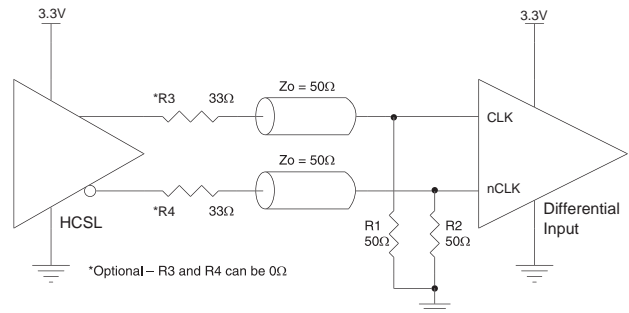 3.3V
3.3V
*R3 33Ω
Zo = 50Ω
CLK
Zo = 50Ω
nCLK
*R4 33Ω
HCSL
R1
50Ω
R2
50Ω
Differential
Input
*Optional – R3 and R4 can be 0Ω